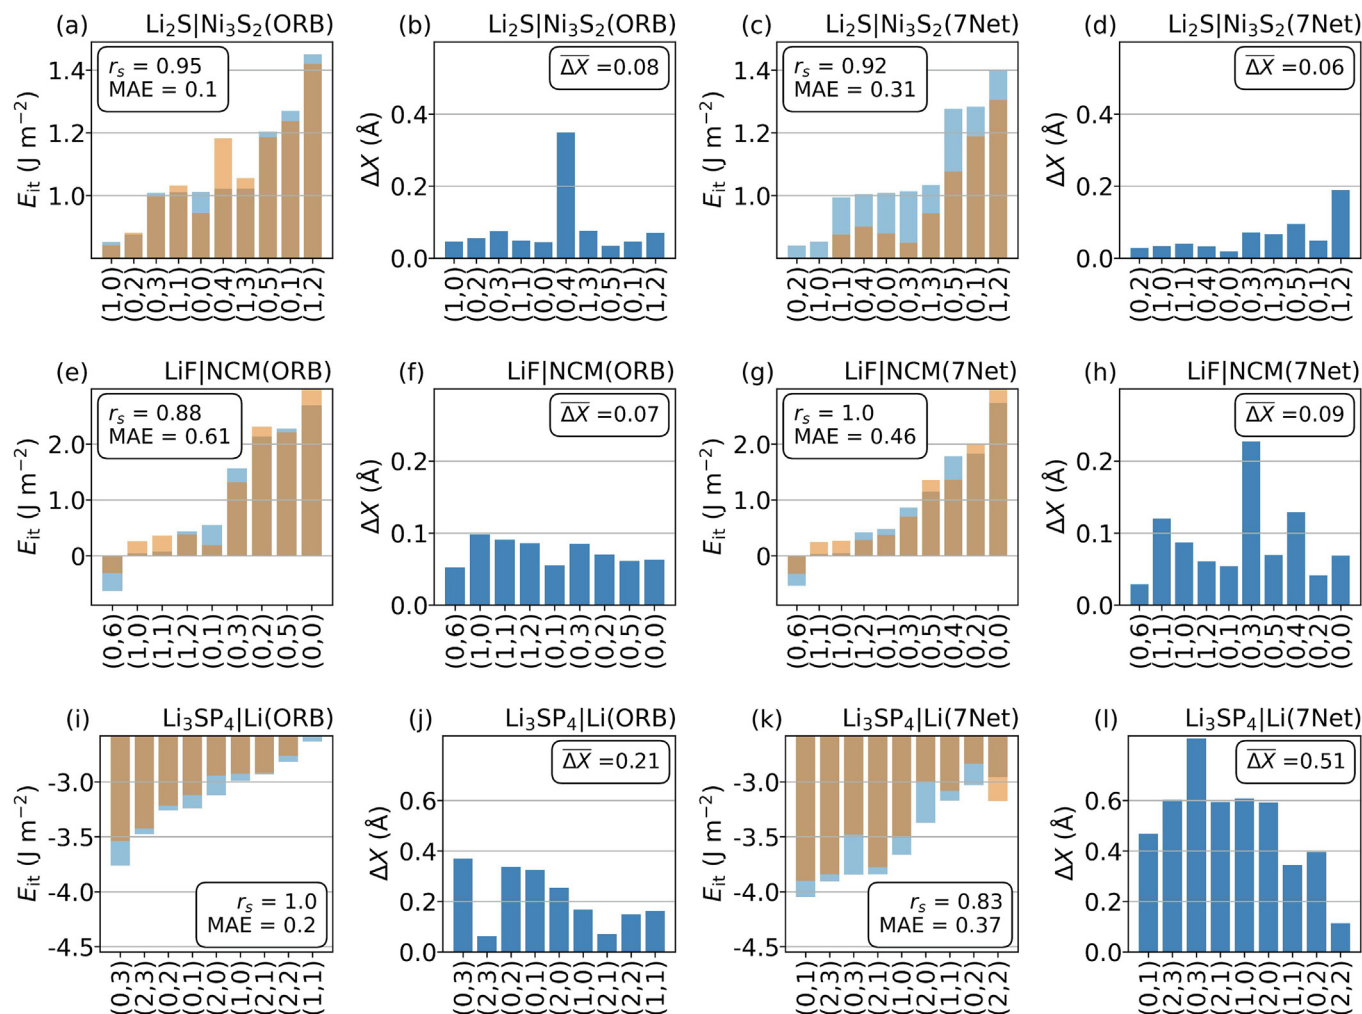 (a) Li₂S|Ni₃S₂(ORB)
rₛ = 0.95
MAE = 0.1
Eᵢₜ (J m⁻²)
1.4
1.2
1.0
(1,0) (0,2) (0,3) (1,1) (0,0) (0,4) (1,3) (0,5) (0,1) (1,2)
(b) Li₂S|Ni₃S₂(ORB)
ΔX̅ =0.08
ΔX (Å)
0.4
0.2
0.0
(1,0) (0,2) (0,3) (1,1) (0,0) (0,4) (1,3) (0,5) (0,1) (1,2)
(c) Li₂S|Ni₃S₂(7Net)
rₛ = 0.92
MAE = 0.31
Eᵢₜ (J m⁻²)
1.4
1.2
1.0
(0,2) (1,0) (1,1) (0,4) (0,0) (0,3) (1,3) (0,5) (0,1) (1,2)
(d) Li₂S|Ni₃S₂(7Net)
ΔX̅ =0.06
ΔX (Å)
0.4
0.2
0.0
(0,2) (1,0) (1,1) (0,4) (0,0) (0,3) (1,3) (0,5) (0,1) (1,2)
(e) LiF|NCM(ORB)
rₛ = 0.88
MAE = 0.61
Eᵢₜ (J m⁻²)
2.0
1.0
0
(0,6) (1,0) (1,1) (1,2) (0,1) (0,3) (0,2) (0,5) (0,0)
(f) LiF|NCM(ORB)
ΔX̅ =0.07
ΔX (Å)
0.2
0.1
0.0
(0,6) (1,0) (1,1) (1,2) (0,1) (0,3) (0,2) (0,5) (0,0)
(g) LiF|NCM(7Net)
rₛ = 1.0
MAE = 0.46
Eᵢₜ (J m⁻²)
2.0
1.0
0
(0,6) (1,1) (1,0) (1,2) (0,1) (0,3) (0,5) (0,4) (0,2) (0,0)
(h) LiF|NCM(7Net)
ΔX̅ =0.09
ΔX (Å)
0.2
0.1
0.0
(0,6) (1,1) (1,0) (1,2) (0,1) (0,3) (0,5) (0,4) (0,2) (0,0)
(i) Li₃SP₄|Li(ORB)
Eᵢₜ (J m⁻²)
-3.0
-3.5
-4.0
-4.5
rₛ = 1.0
MAE = 0.2
(0,3) (2,3) (0,2) (0,1) (2,0) (1,0) (2,1) (2,2) (1,1)
(j) Li₃SP₄|Li(ORB)
ΔX̅ =0.21
ΔX (Å)
0.6
0.4
0.2
0.0
(0,3) (2,3) (0,2) (0,1) (2,0) (1,0) (2,1) (2,2) (1,1)
(k) Li₃SP₄|Li(7Net)
Eᵢₜ (J m⁻²)
-3.0
-3.5
-4.0
-4.5
rₛ = 0.83
MAE = 0.37
(0,1) (2,3) (0,3) (2,1) (1,0) (2,0) (1,1) (0,2) (2,2)
(l) Li₃SP₄|Li(7Net)
ΔX̅ =0.51
ΔX (Å)
0.6
0.4
0.2
0.0
(0,1) (2,3) (0,3) (2,1) (1,0) (2,0) (1,1) (0,2) (2,2)